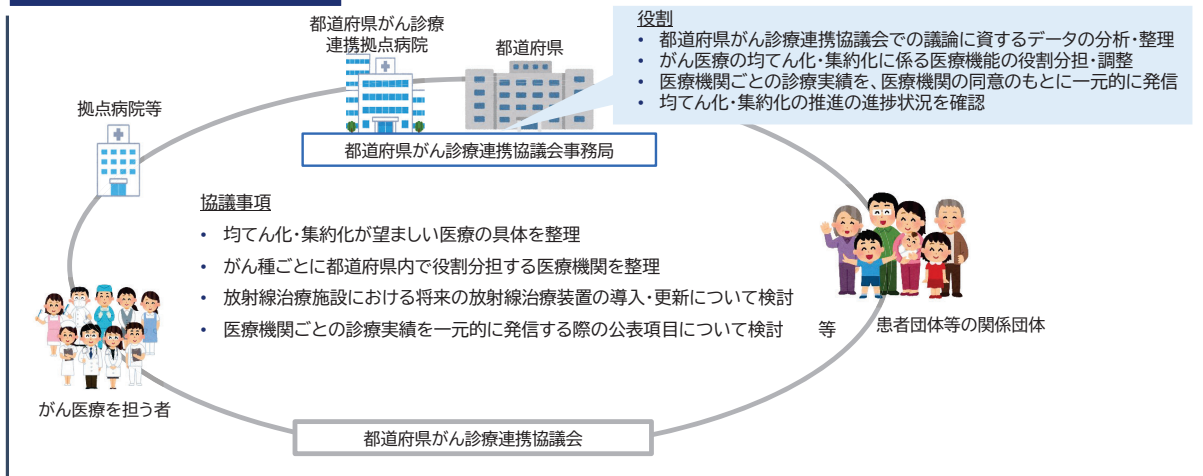 都道府県がん診療
連携拠点病院
都道府県
拠点病院等
都道府県がん診療連携協議会事務局
役割
• 都道府県がん診療連携協議会での議論に資するデータの分析・整理
• がん医療の均てん化・集約化に係る医療機能の役割分担・調整
• 医療機関ごとの診療実績を、医療機関の同意のもとに一元的に発信
• 均てん化・集約化の推進の進捗状況を確認
協議事項
• 均てん化・集約化が望ましい医療の具体を整理
• がん種ごとに都道府県内で役割分担する医療機関を整理
• 放射線治療施設における将来の放射線治療装置の導入・更新について検討
• 医療機関ごとの診療実績を一元的に発信する際の公表項目について検討 等
患者団体等の関係団体
がん医療を担う者
都道府県がん診療連携協議会